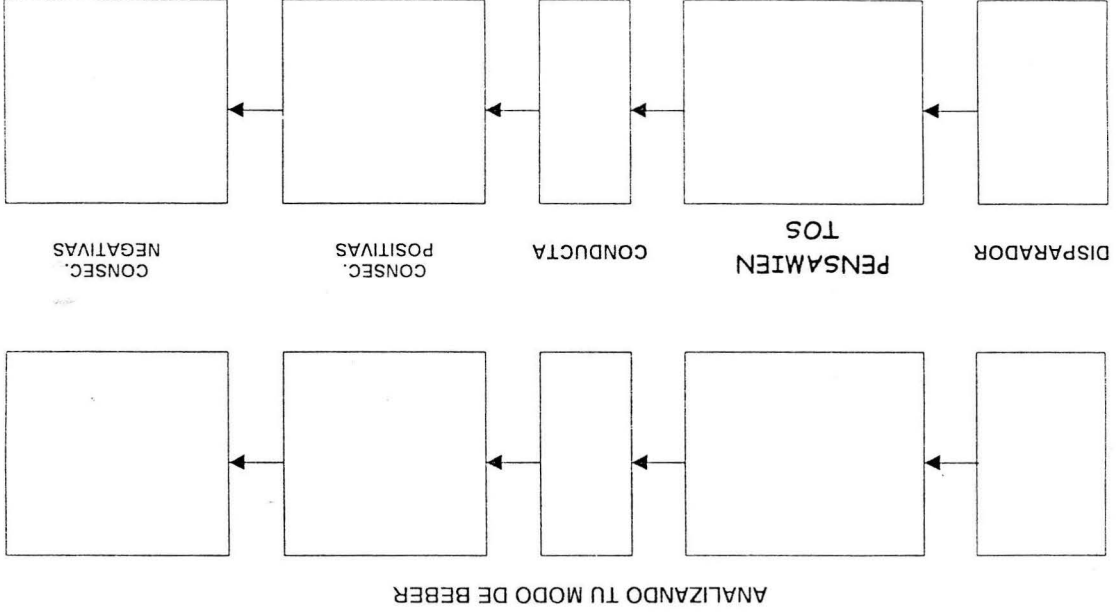 ANALIZANDO TU MODO DE BEBER
DISPARADOR
PENSAMIEN
TOS
CONDUCTA
CONSEC.
POSITIVAS
CONSEC.
NEGATIVAS